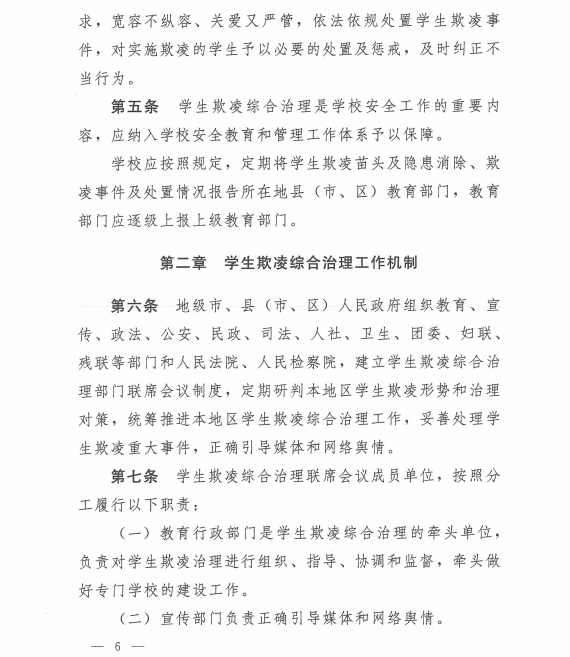 求，宽容不纵容、关爱又严管，依法依规处置学生欺凌事
件，对实施欺凌的学生予以必要的处置及惩戒，及时纠正不
当行为。
第五条 学生欺凌综合治理是学校安全工作的重要内
容，应纳入学校安全教育和管理工作体系予以保障。
学校应按照规定，定期将学生欺凌苗头及隐患消除、欺
凌事件及处置情况报告所在地县（市、区）教育部门，教育
部门应逐级上报上级教育部门。
第二章 学生欺凌综合治理工作机制
第六条 地级市、县（市、区）人民政府组织教育、宣
传、政法、公安、民政、司法、人社、卫生、团委、妇联、
残联等部门和人民法院、人民检察院，建立学生欺凌综合治
理部门联席会议制度，定期研判本地区学生欺凌形势和治理
对策，统筹推进本地区学生欺凌综合治理工作，妥善处理学
生欺凌重大事件，正确引导媒体和网络舆情。
第七条 学生欺凌综合治理联席会议成员单位，按照分
工履行以下职责：
（一）教育行政部门是学生欺凌综合治理的牵头单位，
负责对学生欺凌治理进行组织、指导、协调和监督，牵头做
好专门学校的建设工作。
（二）宣传部门负责正确引导媒体和网络舆情。
— 6 —